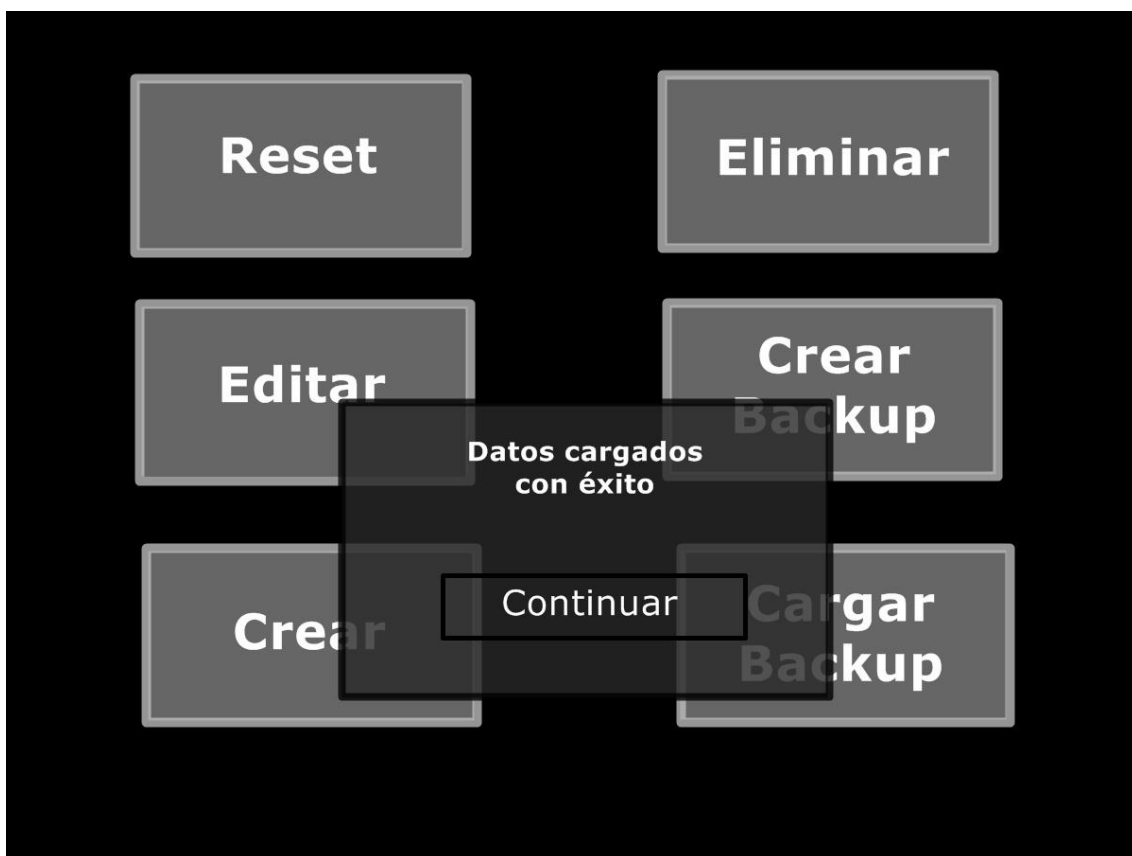 Reset
Eliminar
Editar
Crear
Backup
Datos cargados
con éxito
Continuar
Crear
Cargar
Backup